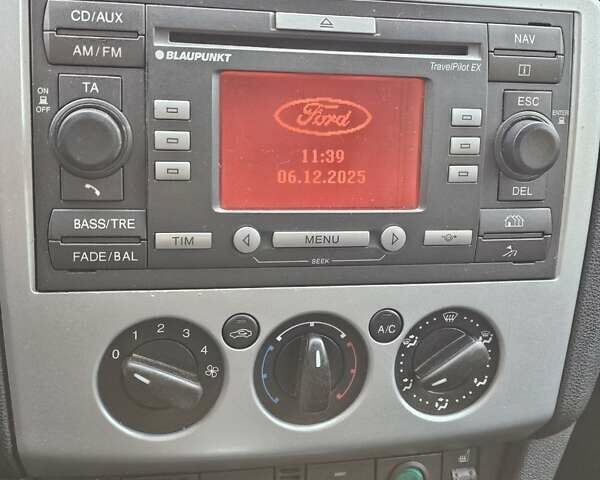 CD/AUX
AM/FM
BLAUPUNKT
TravelPilot EX
NAV
ON
OFF
TA
ESC
ENTER
Ford
11:39
06.12.2025
DEL
BASS/TRE
FADE/BAL
TIM
MENU
SEEK
0 1 2 3 4
A/C